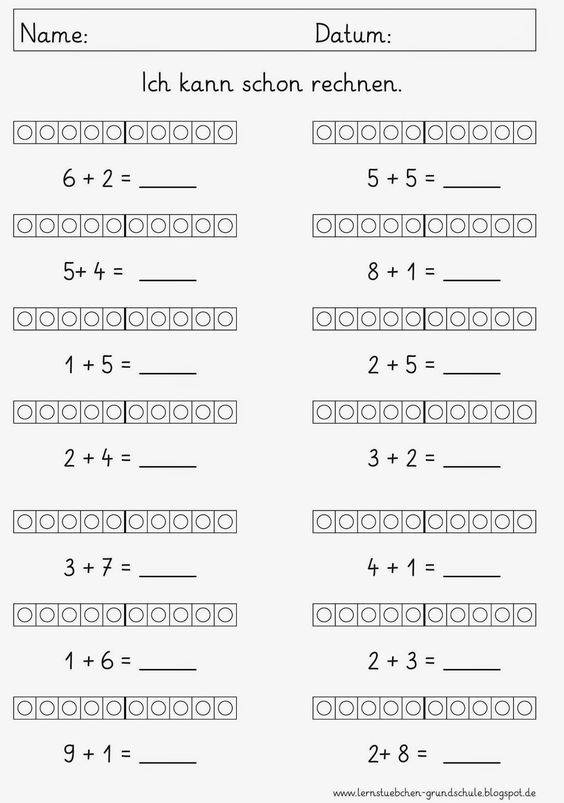 Name: Datum:
Ich kann schon rechnen.
6 + 2 = _____ 5 + 5 = _____
5+ 4 = _____ 8 + 1 = _____
1 + 5 = _____ 2 + 5 = _____
2 + 4 = _____ 3 + 2 = _____
3 + 7 = _____ 4 + 1 = _____
1 + 6 = _____ 2 + 3 = _____
9 + 1 = _____ 2+ 8 = _____
www.lernstuebchen-grundschule.blogspot.de